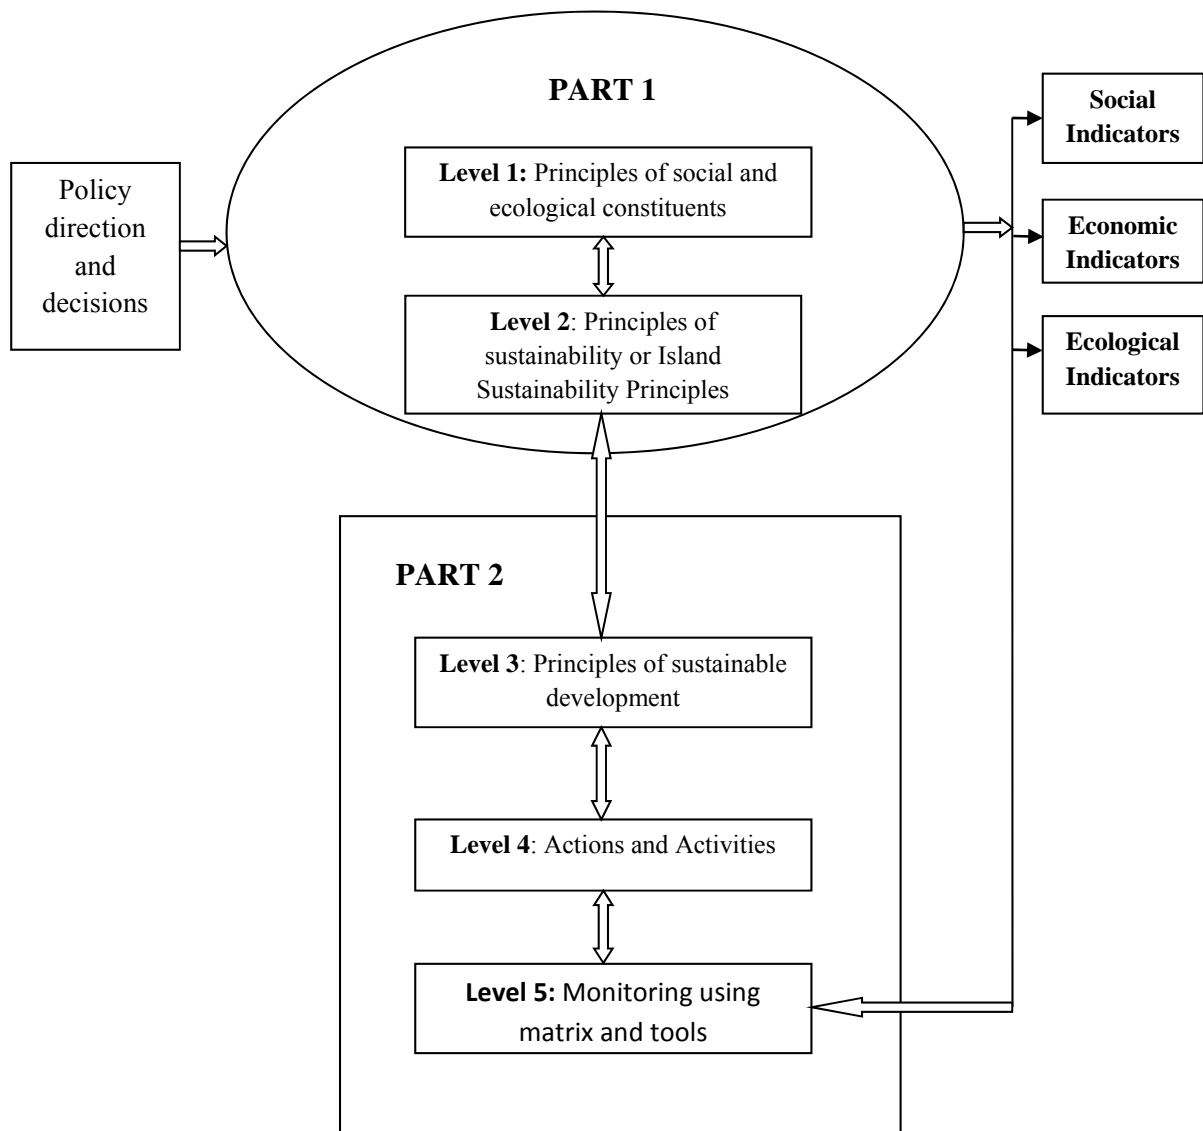 PART 1
Level 1: Principles of social and
ecological constituents
Level 2: Principles of
sustainability or Island
Sustainability Principles
Policy
direction
and
decisions
Social
Indicators
Economic
Indicators
Ecological
Indicators
PART 2
Level 3: Principles of sustainable
development
Level 4: Actions and Activities
Level 5: Monitoring using
matrix and tools